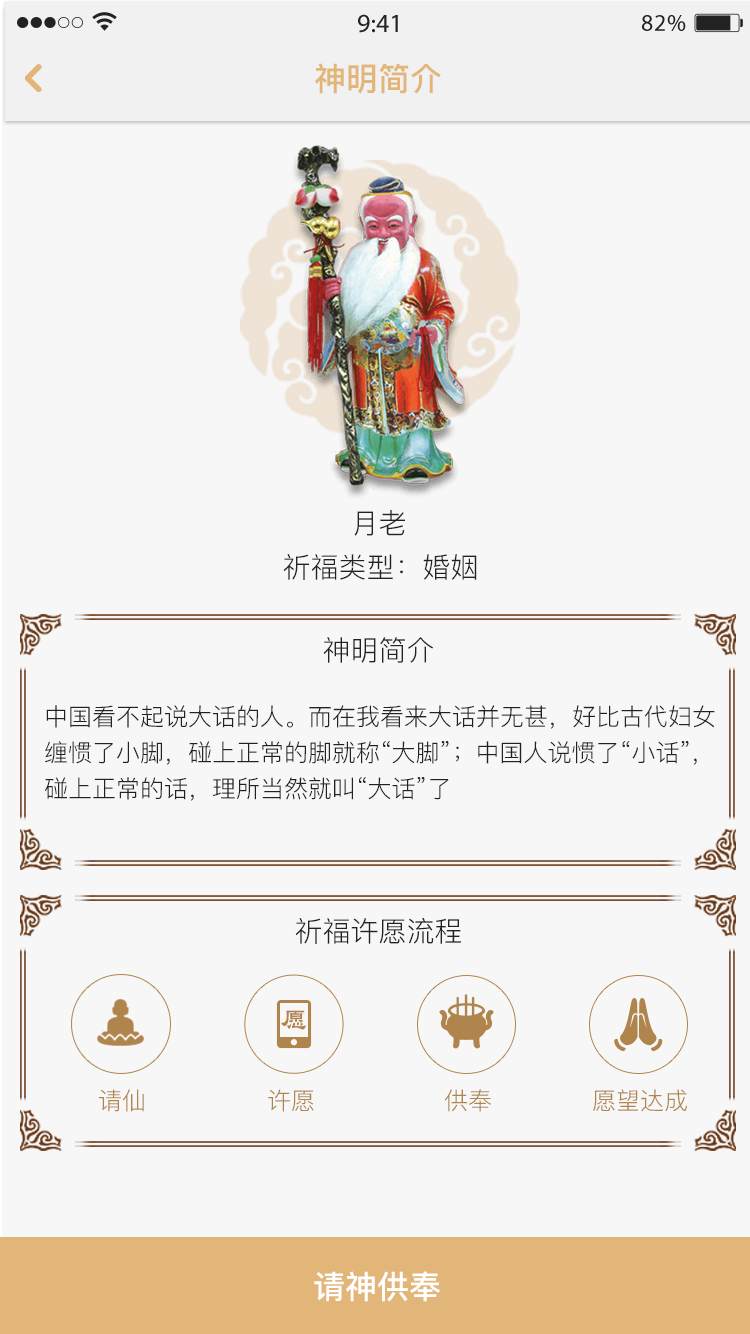 9:41
82%
神明简介
月老
祈福类型：婚姻
神明简介
中国看不起说大话的人。而在我看来大话并无甚，好比古代妇女
缠惯了小脚，碰上正常的脚就称“大脚”；中国人说惯了“小话”，
碰上正常的话，理所当然就叫“大话”了
祈福许愿流程
愿
请仙
许愿
供奉
愿望达成
请神供奉